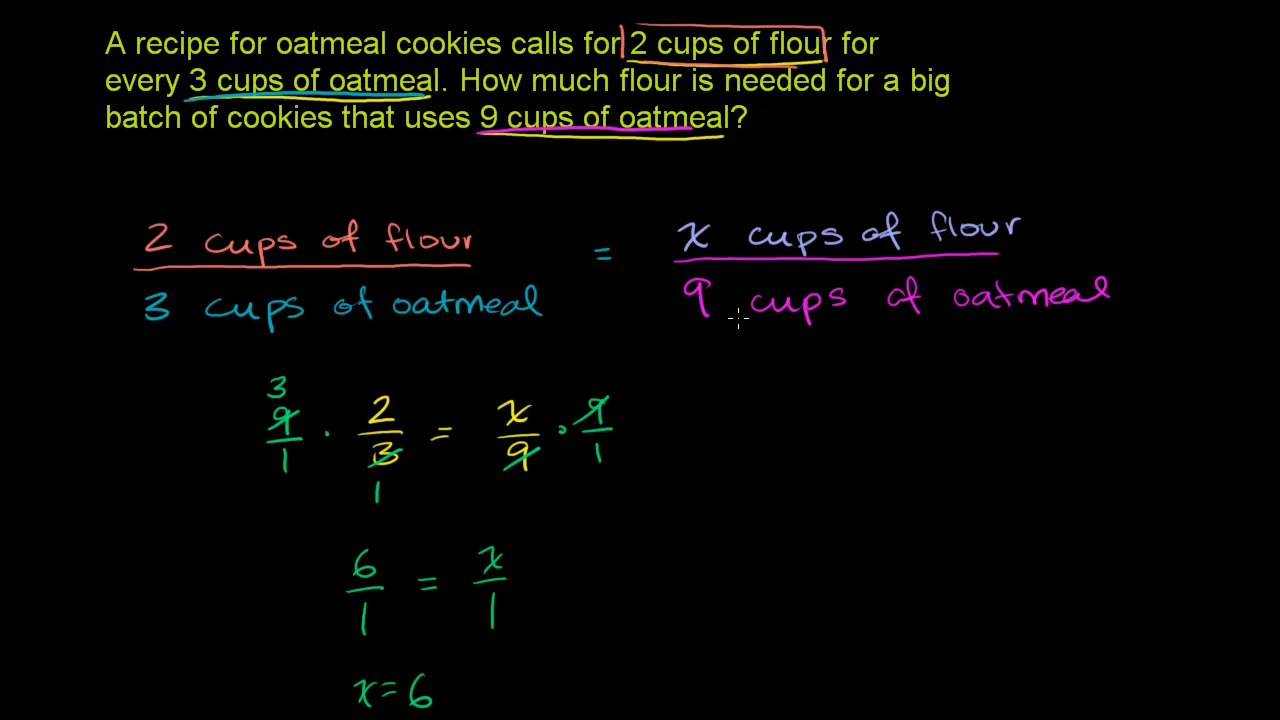 A recipe for oatmeal cookies calls for 2 cups of flour for
every 3 cups of oatmeal. How much flour is needed for a big
batch of cookies that uses 9 cups of oatmeal?
2 cups of flour = x cups of flour
3 cups of oatmeal 9 cups of oatmeal
3
9/1 · 2/3 = x/9 · 9/1
1
6/1 = x/1
x = 6